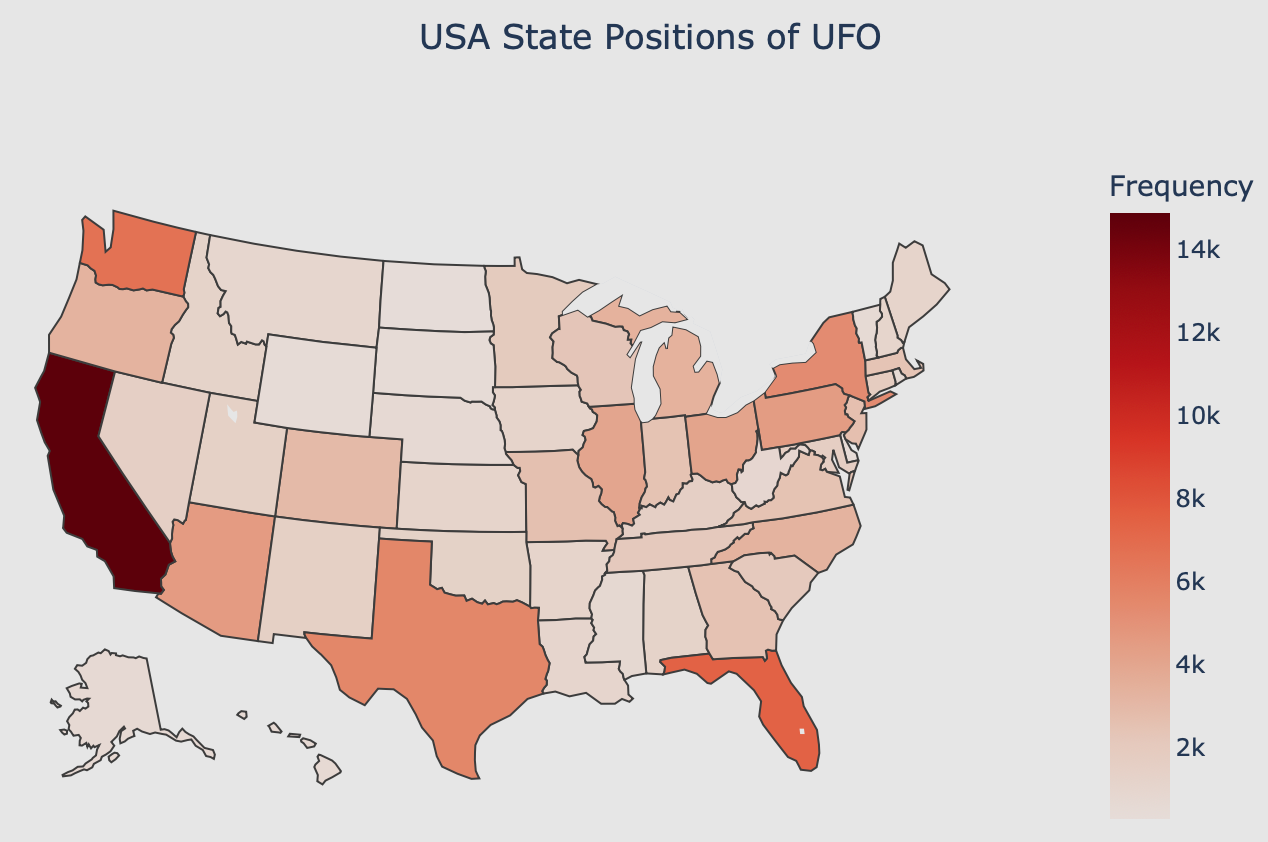 USA State Positions of UFO
Frequency
14k
12k
10k
8k
6k
4k
2k